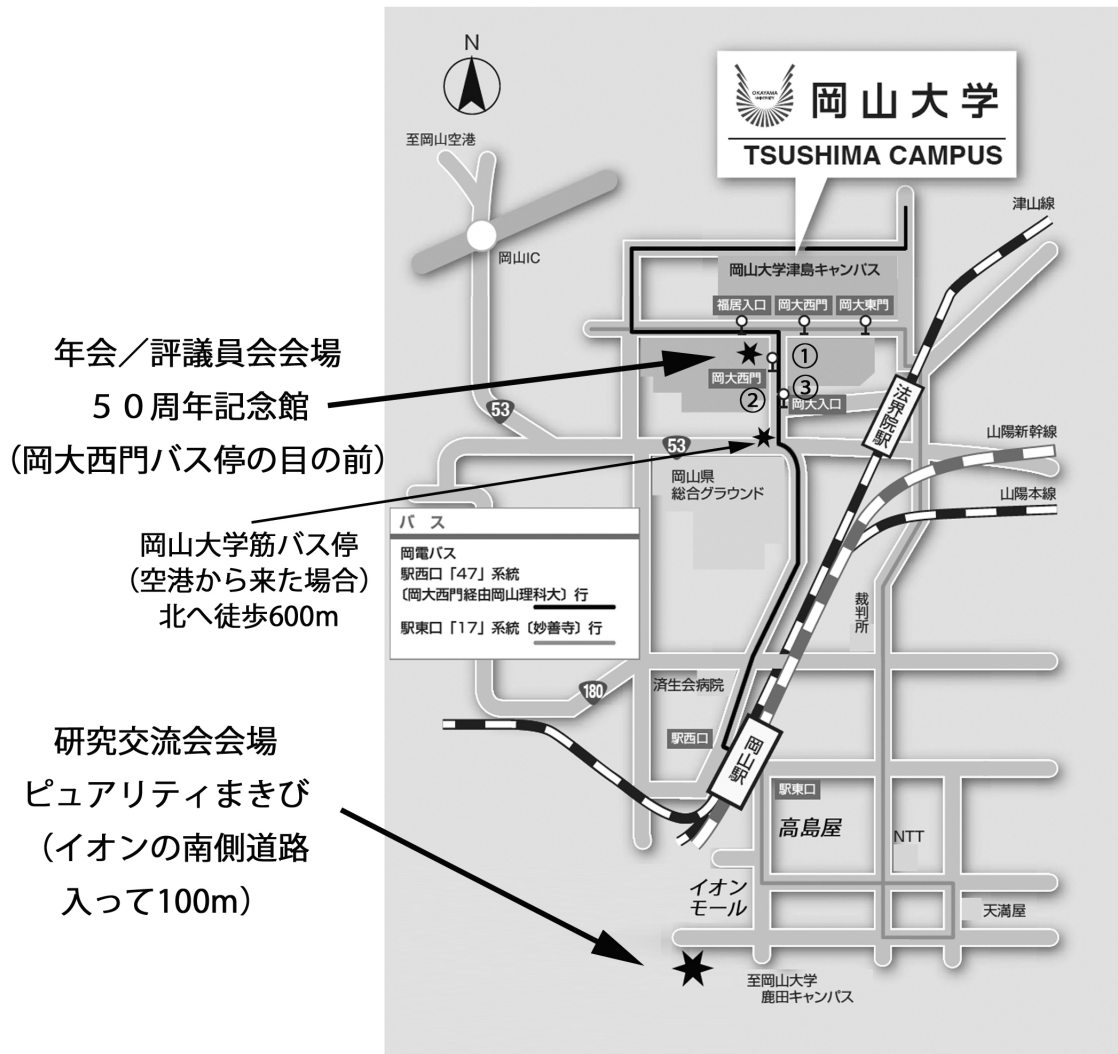 N
至岡山空港
岡山IC
OKAYAMA
UNIVERSITY
岡山大学
TSUSHIMA CAMPUS
津山線
岡山大学津島キャンパス
福居入口
岡大西門
岡大東門
年会／評議員会会場
５０周年記念館
（岡大西門バス停の目の前）
①
岡大西門
②
③
岡大入口
53
53
法界院駅
山陽新幹線
山陽本線
岡山県
総合グラウンド
岡山大学筋バス停
（空港から来た場合）
北へ徒歩600m
バ ス
岡電バス
駅西口「47」系統
〔岡大西門経由岡山理科大〕行
駅東口「17」系統〔妙善寺〕行
裁判所
180
済生会病院
駅西口
岡山駅
駅東口
高島屋
NTT
研究交流会会場
ピュアリティまきび
（イオンの南側道路
入って100m）
イオン
モール
天満屋
至岡山大学
鹿田キャンパス